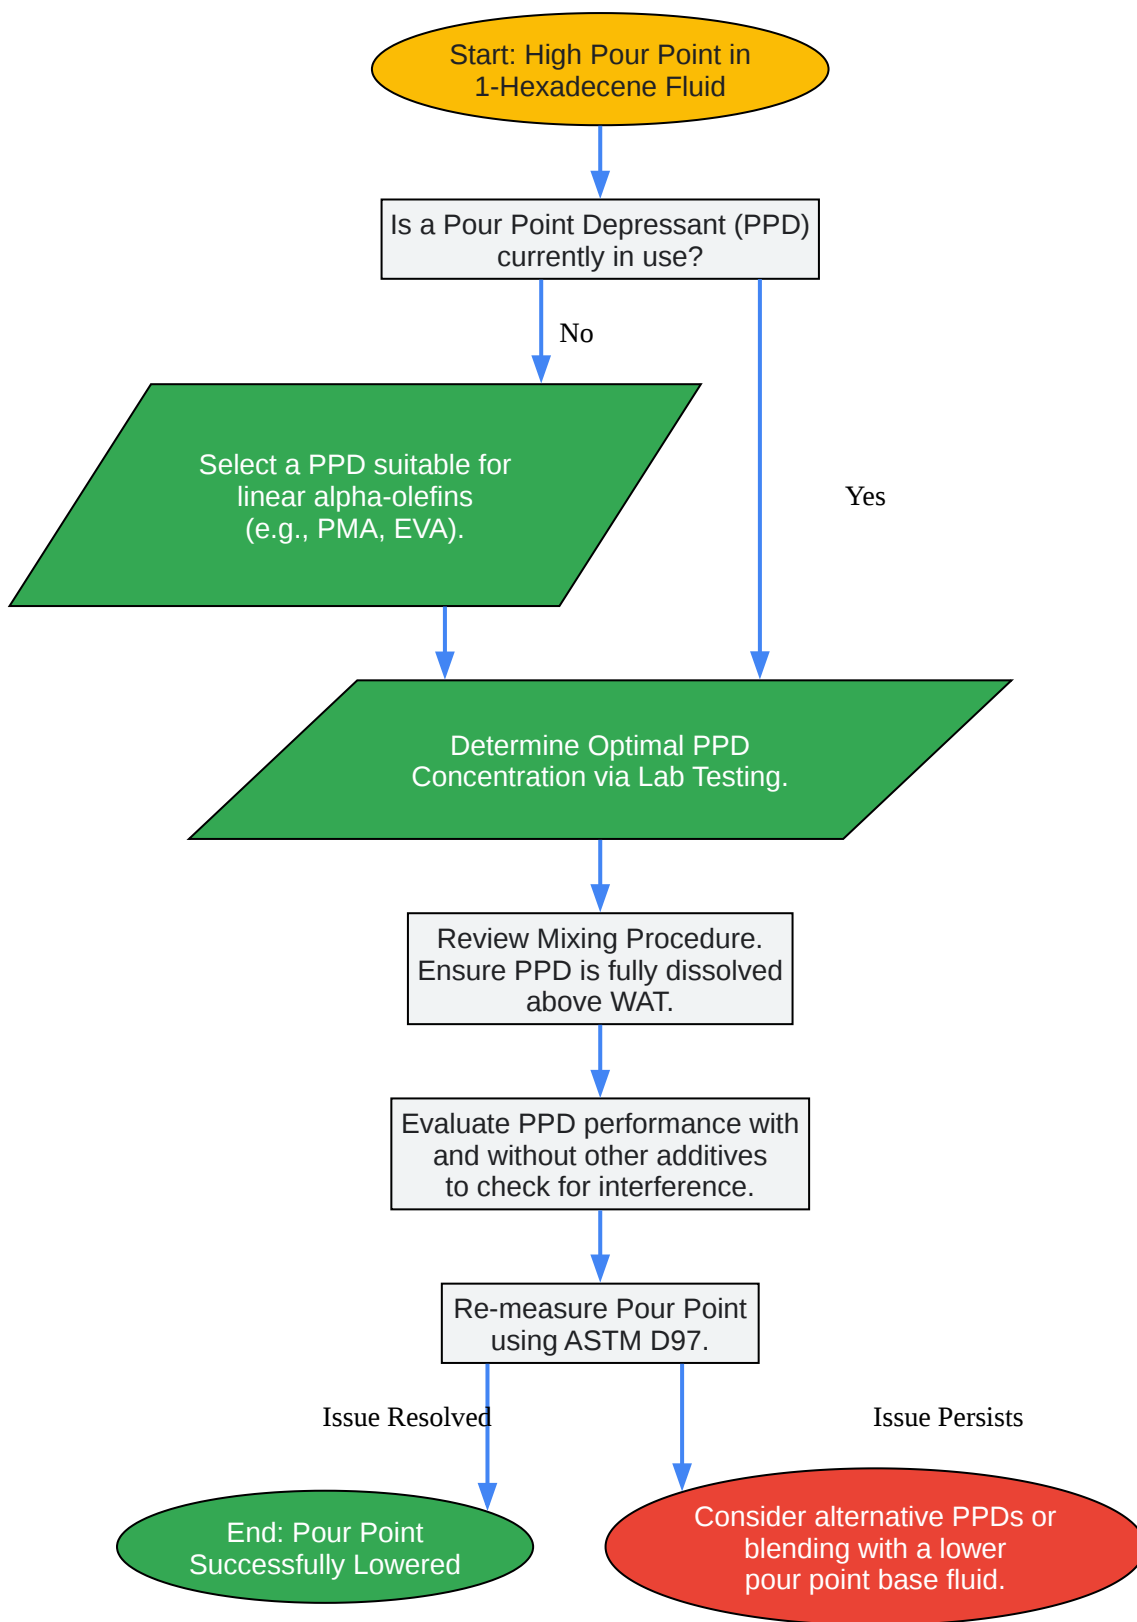 Start: High Pour Point in
1-Hexadecene Fluid
Is a Pour Point Depressant (PPD)
currently in use?
No
Select a PPD suitable for
linear alpha-olefins
(e.g., PMA, EVA).
Yes
Determine Optimal PPD
Concentration via Lab Testing.
Review Mixing Procedure.
Ensure PPD is fully dissolved
above WAT.
Evaluate PPD performance with
and without other additives
to check for interference.
Re-measure Pour Point
using ASTM D97.
Issue Resolved
Issue Persists
End: Pour Point
Successfully Lowered
Consider alternative PPDs or
blending with a lower
pour point base fluid.